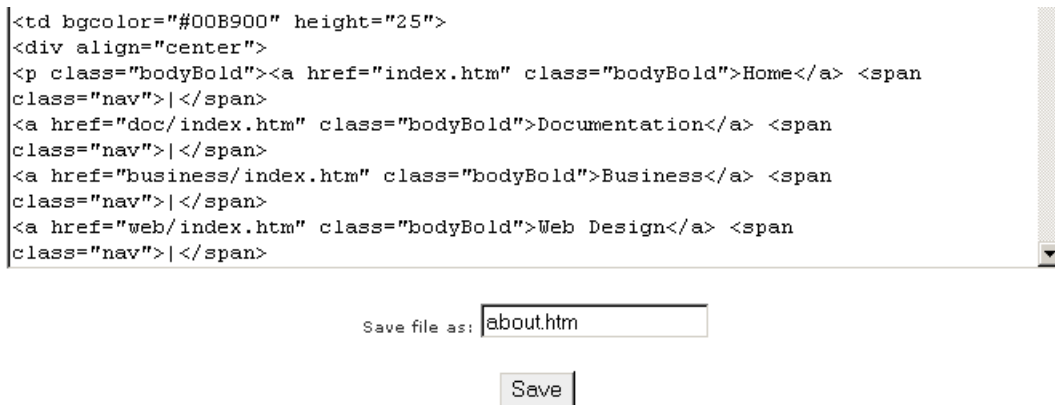 <td bgcolor="#00B900" height="25">
<div align="center">
<p class="bodyBold"><a href="index.htm" class="bodyBold">Home</a> <span
class="nav">|</span>
<a href="doc/index.htm" class="bodyBold">Documentation</a> <span
class="nav">|</span>
<a href="business/index.htm" class="bodyBold">Business</a> <span
class="nav">|</span>
<a href="web/index.htm" class="bodyBold">Web Design</a> <span
class="nav">|</span>
Save file as: about.htm
Save